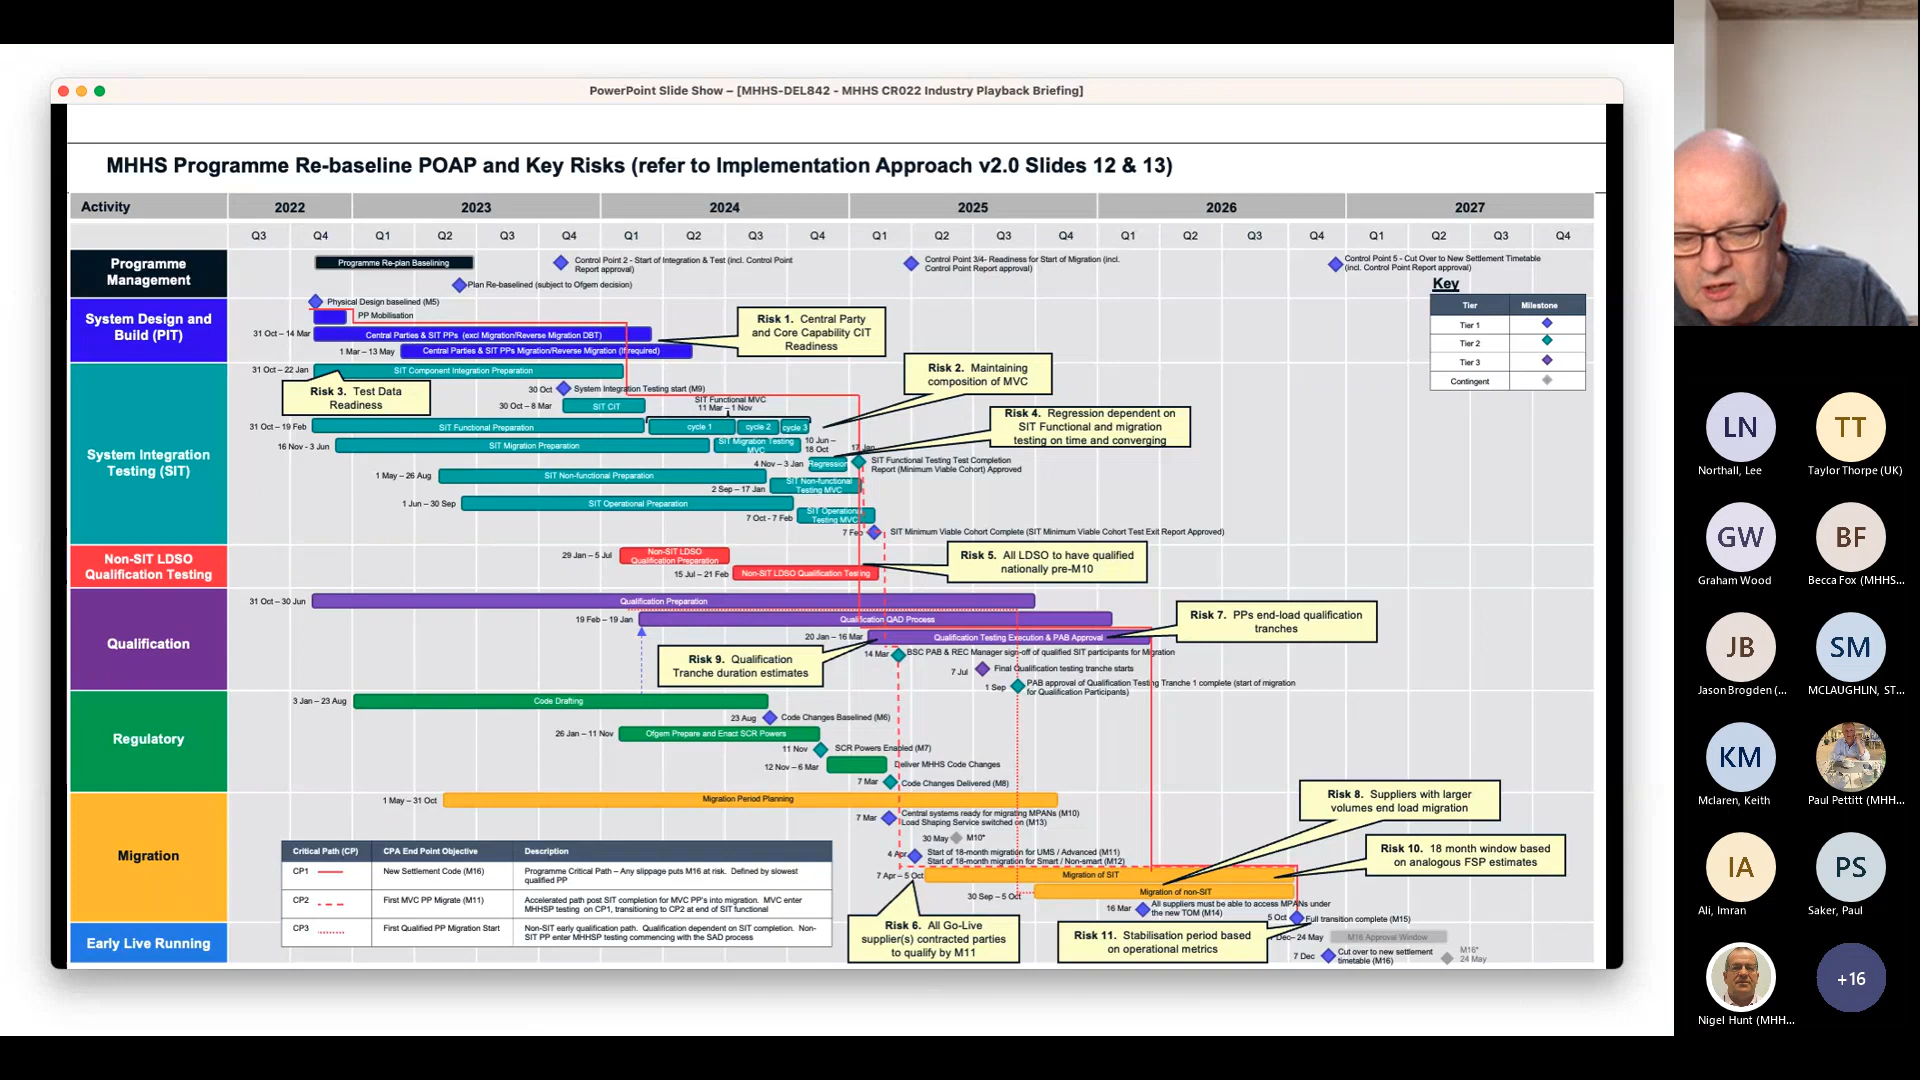 PowerPoint Slide Show – [MHHS-DEL842 - MHHS CR022 Industry Playback Briefing]
MHHS Programme Re-baseline POAP and Key Risks (refer to Implementation Approach v2.0 Slides 12 & 13)
Activity 2022 2023 2024 2025 2026 2027
Q3 Q4 Q1 Q2 Q3 Q4 Q1 Q2 Q3 Q4 Q1 Q2 Q3 Q4 Q1 Q2 Q3 Q4 Q1 Q2 Q3 Q4
Programme
Management
Programme Re-plan Baselining
Control Point 2 - Start of Integration & Test (incl. Control Point
Report approval)
Control Point 3/4- Readiness for Start of Migration (incl.
Control Point Report approval)
Control Point 5 - Cut Over to New Settlement Timetable
(incl. Control Point Report approval)
Plan Re-baselined (subject to Ofgem decision)
Key
Tier Milestone
Tier 1
Tier 2
Tier 3
Contingent
System Design and
Build (PIT)
Physical Design baselined (M5)
PP Mobilisation
31 Oct – 14 Mar
Central Parties & SIT PPs (excl Migration/Reverse Migration DBT)
1 Mar – 13 May
Central Parties & SIT PPs Migration/Reverse Migration (If required)
Risk 1. Central Party
and Core Capability CIT
Readiness
System Integration
Testing (SIT)
31 Oct – 22 Jan
SIT Component Integration Preparation
Risk 3. Test Data
Readiness
30 Oct
System Integration Testing start (M9)
30 Oct – 8 Mar
SIT CIT
SIT Functional MVC
11 Mar – 1 Nov
Risk 2. Maintaining
composition of MVC
31 Oct – 19 Feb
SIT Functional Preparation
cycle 1
cycle 2
cycle 3
Risk 4. Regression dependent on
SIT Functional and migration
testing on time and converging
16 Nov - 3 Jun
SIT Migration Preparation
SIT Migration Testing
MVC
10 Jun –
18 Oct
17 Jan
4 Nov – 3 Jan
Regression
SIT Functional Testing Test Completion
Report (Minimum Viable Cohort) Approved
1 May – 26 Aug
SIT Non-functional Preparation
2 Sep – 17 Jan
SIT Non-functional
Testing MVC
1 Jun – 30 Sep
SIT Operational Preparation
7 Oct - 7 Feb
SIT Operational
Testing MVC
7 Feb
SIT Minimum Viable Cohort Complete (SIT Minimum Viable Cohort Test Exit Report Approved)
Non-SIT LDSO
Qualification Testing
29 Jan – 5 Jul
Non-SIT LDSO
Qualification Preparation
15 Jul – 21 Feb
Non-SIT LDSO Qualification Testing
Risk 5. All LDSO to have qualified
nationally pre-M10
Qualification
31 Oct – 30 Jun
Qualification Preparation
19 Feb – 19 Jan
Qualification QAD Process
20 Jan – 16 Mar
Qualification Testing Execution & PAB Approval
Risk 7. PPs end-load qualification
tranches
Risk 9. Qualification
Tranche duration estimates
14 Mar
BSC PAB & REC Manager sign-off of qualified SIT participants for Migration
7 Jul
Final Qualification testing tranche starts
1 Sep
PAB approval of Qualification Testing Tranche 1 complete (start of migration
for Qualification Participants)
Regulatory
3 Jan – 23 Aug
Code Drafting
23 Aug
Code Changes Baselined (M6)
26 Jan – 11 Nov
Ofgem Prepare and Enact SCR Powers
11 Nov
SCR Powers Enabled (M7)
12 Nov – 6 Mar
Deliver MHHS Code Changes
7 Mar
Code Changes Delivered (M8)
Migration
1 May – 31 Oct
Migration Period Planning
7 Mar
Central systems ready for migrating MPANs (M10)
Load Shaping Service switched on (M13)
30 May
M10*
4 Apr
Start of 18-month migration for UMS / Advanced (M11)
Start of 18-month migration for Smart / Non-smart (M12)
7 Apr – 5 Oct
Migration of SIT
30 Sep – 5 Oct
Migration of non-SIT
16 Mar
All suppliers must be able to access MPANs under
the new TOM (M14)
5 Oct
Full transition complete (M15)
Risk 8. Suppliers with larger
volumes end load migration
Risk 10. 18 month window based
on analogous FSP estimates
Critical Path (CP) CPA End Point Objective Description
CP1 New Settlement Code (M16) Programme Critical Path – Any slippage puts M16 at risk. Defined by slowest
qualified PP
CP2 First MVC PP Migrate (M11) Accelerated path post SIT completion for MVC PP's into migration. MVC enter
MHHSP testing on CP1, transitioning to CP2 at end of SIT functional
CP3 First Qualified PP Migration Start Non-SIT early qualification path. Qualification dependent on SIT completion. Non-
SIT PP enter MHHSP testing commencing with the SAD process
Risk 6. All Go-Live
supplier(s) contracted parties
to qualify by M11
Risk 11. Stabilisation period based
on operational metrics
Early Live Running
Dec– 24 May
M16 Approval Window
7 Dec
Cut over to new settlement
timetable (M16)
M16*
24 May
LN
Northall, Lee
TT
Taylor Thorpe (UK)
GW
Graham Wood
BF
Becca Fox (MHHS...
JB
Jason Brogden (...
SM
MCLAUGHLIN, ST...
KM
Mclaren, Keith
Paul Pettitt (MHH...
IA
Ali, Imran
PS
Saker, Paul
Nigel Hunt (MHH...
+16